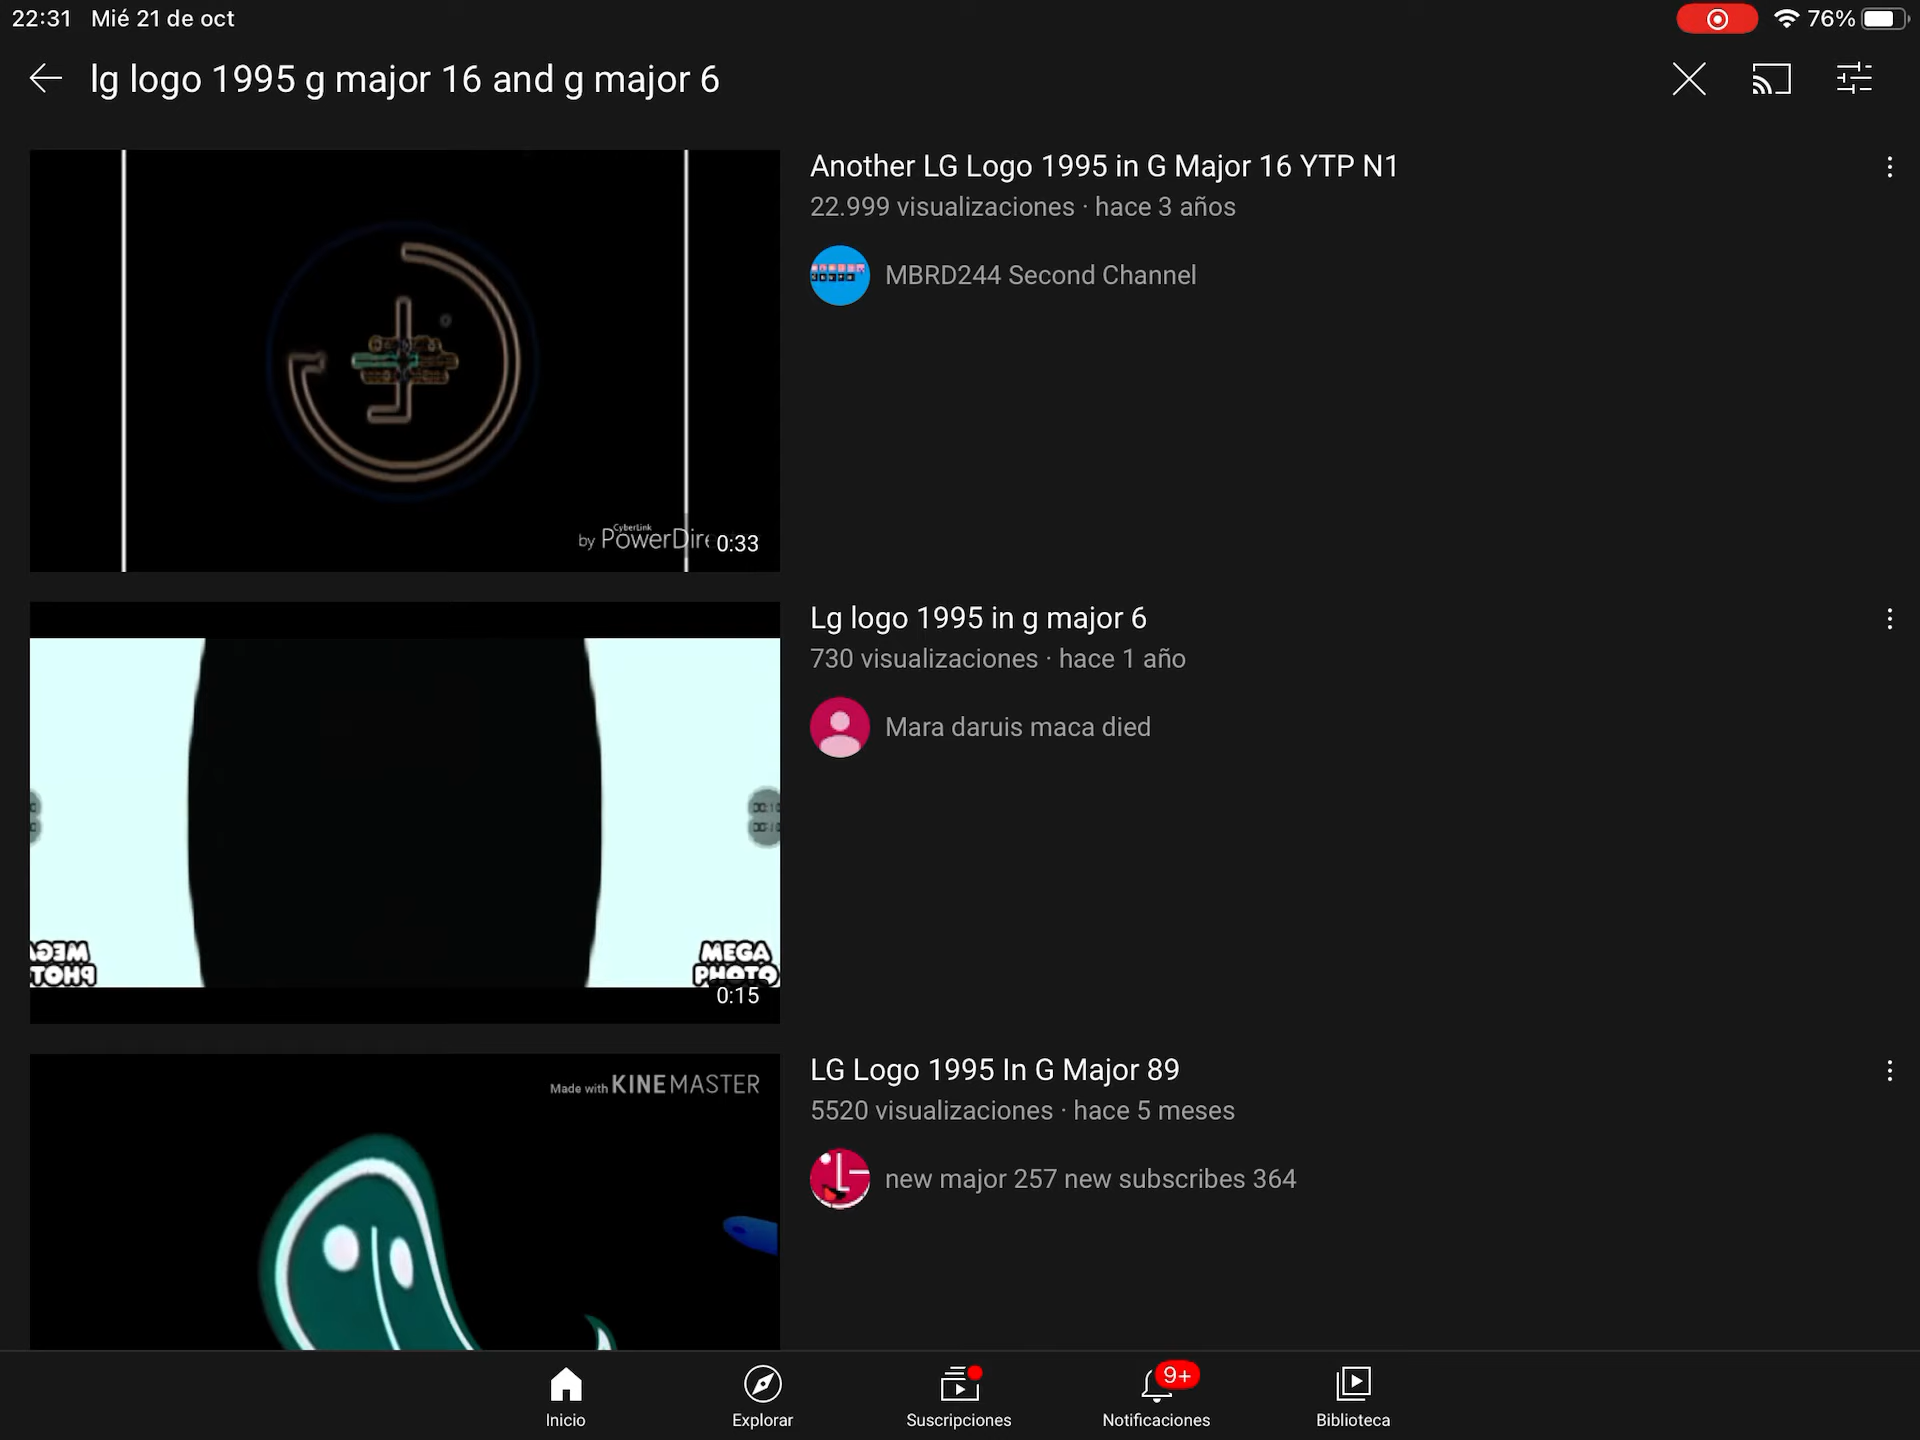 22:31 Mié 21 de oct 76%
lg logo 1995 g major 16 and g major 6
Another LG Logo 1995 in G Major 16 YTP N1
22.999 visualizaciones · hace 3 años
MBRD244 Second Channel
CyberLink
by PowerDire
0:33
Lg logo 1995 in g major 6
730 visualizaciones · hace 1 año
Mara daruis maca died
MEGA
PHOTO
0:15
Made with KINEMASTER
LG Logo 1995 In G Major 89
5520 visualizaciones · hace 5 meses
new major 257 new subscribes 364
9+
Inicio Explorar Suscripciones Notificaciones Biblioteca